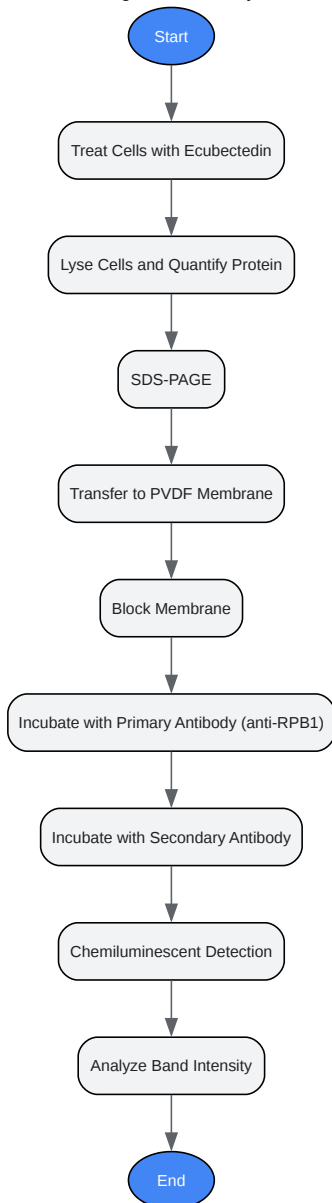 Start
Treat Cells with Ecubectedin
Lyse Cells and Quantify Protein
SDS-PAGE
Transfer to PVDF Membrane
Block Membrane
Incubate with Primary Antibody (anti-RPB1)
Incubate with Secondary Antibody
Chemiluminescent Detection
Analyze Band Intensity
End